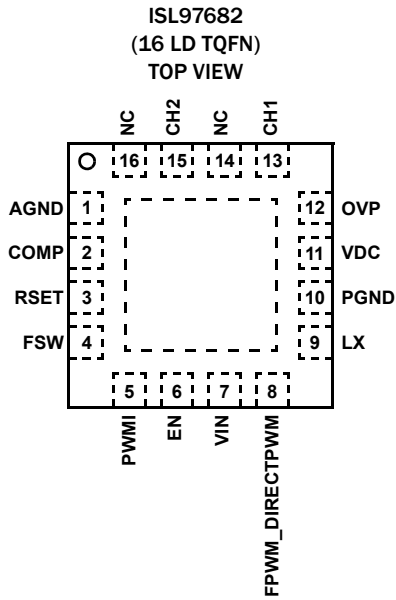 ISL97682
(16 LD TQFN)
TOP VIEW
NC
CH2
NC
CH1
16
15
14
13
AGND 1
12 OVP
COMP 2
11 VDC
RSET 3
10 PGND
FSW 4
9 LX
5
6
7
8
PWMI
EN
VIN
FPWM_DIRECTPWM